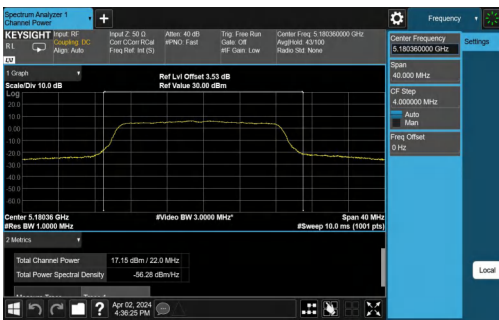 Spectrum Analyzer 1
Channel Power
Frequency
KEYSIGHT
Input: RF
Coupling: DC
Align: Auto
Input Z: 50 Ω
Corr CCorr RCal
Freq Ref: Int (S)
Atten: 40 dB
#PNO: Fast
Trig: Free Run
Gate: Off
#IF Gain: Low
Center Freq: 5.180360000 GHz
Avg|Hold: 43/100
Radio Std: None
R L
Center Frequency
5.180360000 GHz
Settings
Span
40.000 MHz
CF Step
4.000000 MHz
Auto
Man
Freq Offset
0 Hz
1 Graph
Scale/Div 10.0 dB
Ref Lvl Offset 3.53 dB
Ref Value 30.00 dBm
Log
20.0
10.0
0.00
-10.0
-20.0
-30.0
-40.0
-50.0
-60.0
Center 5.18036 GHz
#Res BW 1.0000 MHz
#Video BW 3.0000 MHz*
Span 40 MHz
#Sweep 10.0 ms (1001 pts)
2 Metrics
Total Channel Power
17.15 dBm / 22.0 MHz
Total Power Spectral Density
-56.28 dBm/Hz
Local
?
Apr 02, 2024
4:36:25 PM